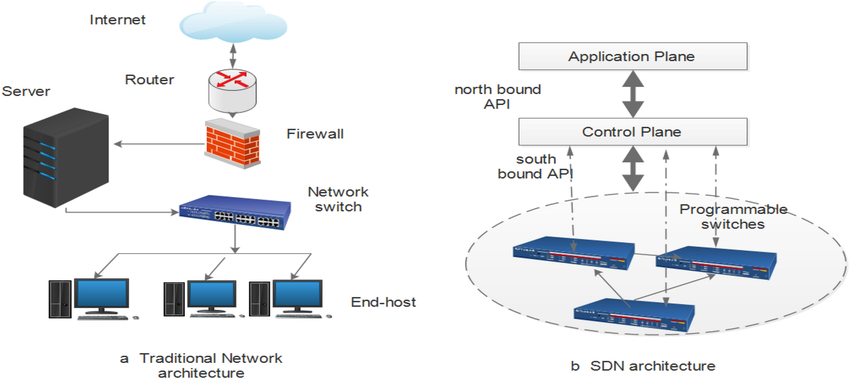 Internet
Router
Server
Firewall
Network
switch
End-host
a Traditional Network
architecture
Application Plane
north bound
API
Control Plane
south
bound API
Programmable
switches
b SDN architecture